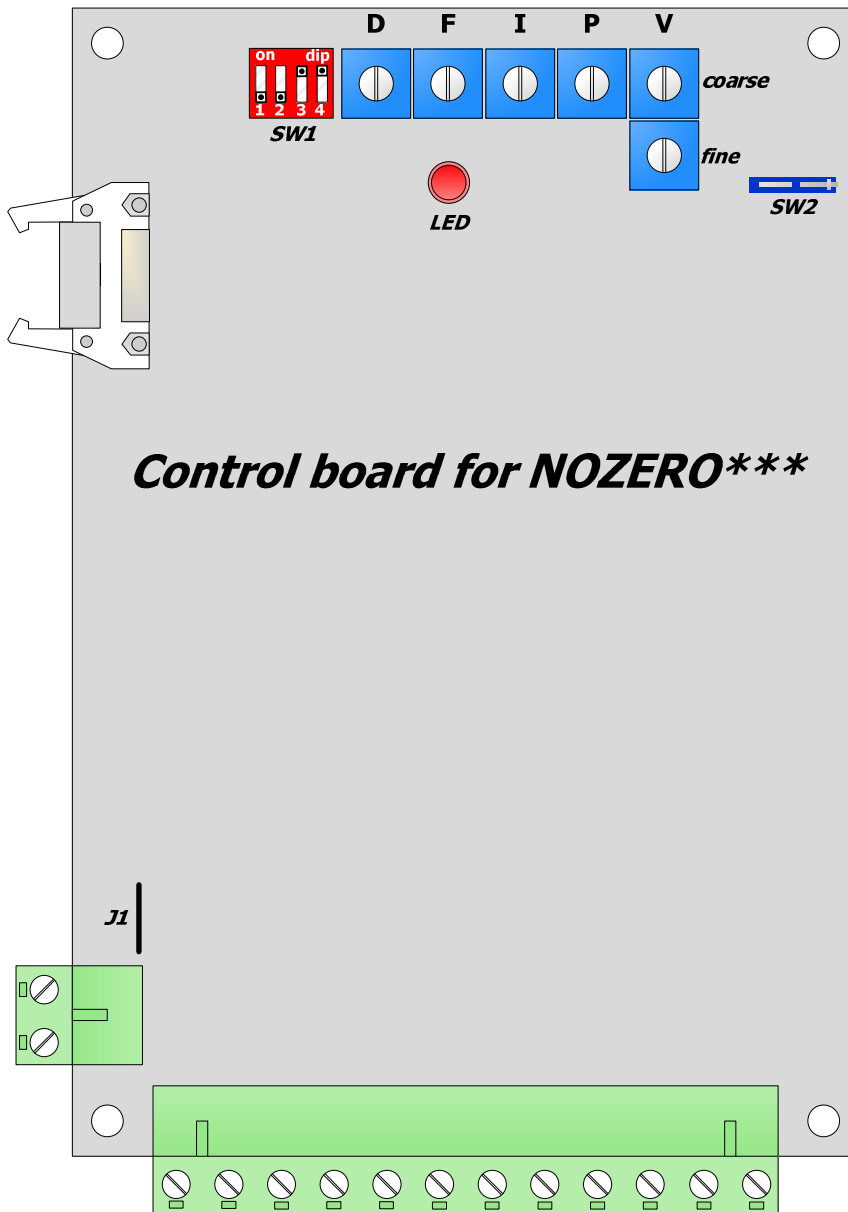 D F I P V
on dip
coarse
1 2 3 4
SW1
fine
SW2
LED
Control board for NOZERO***
J1